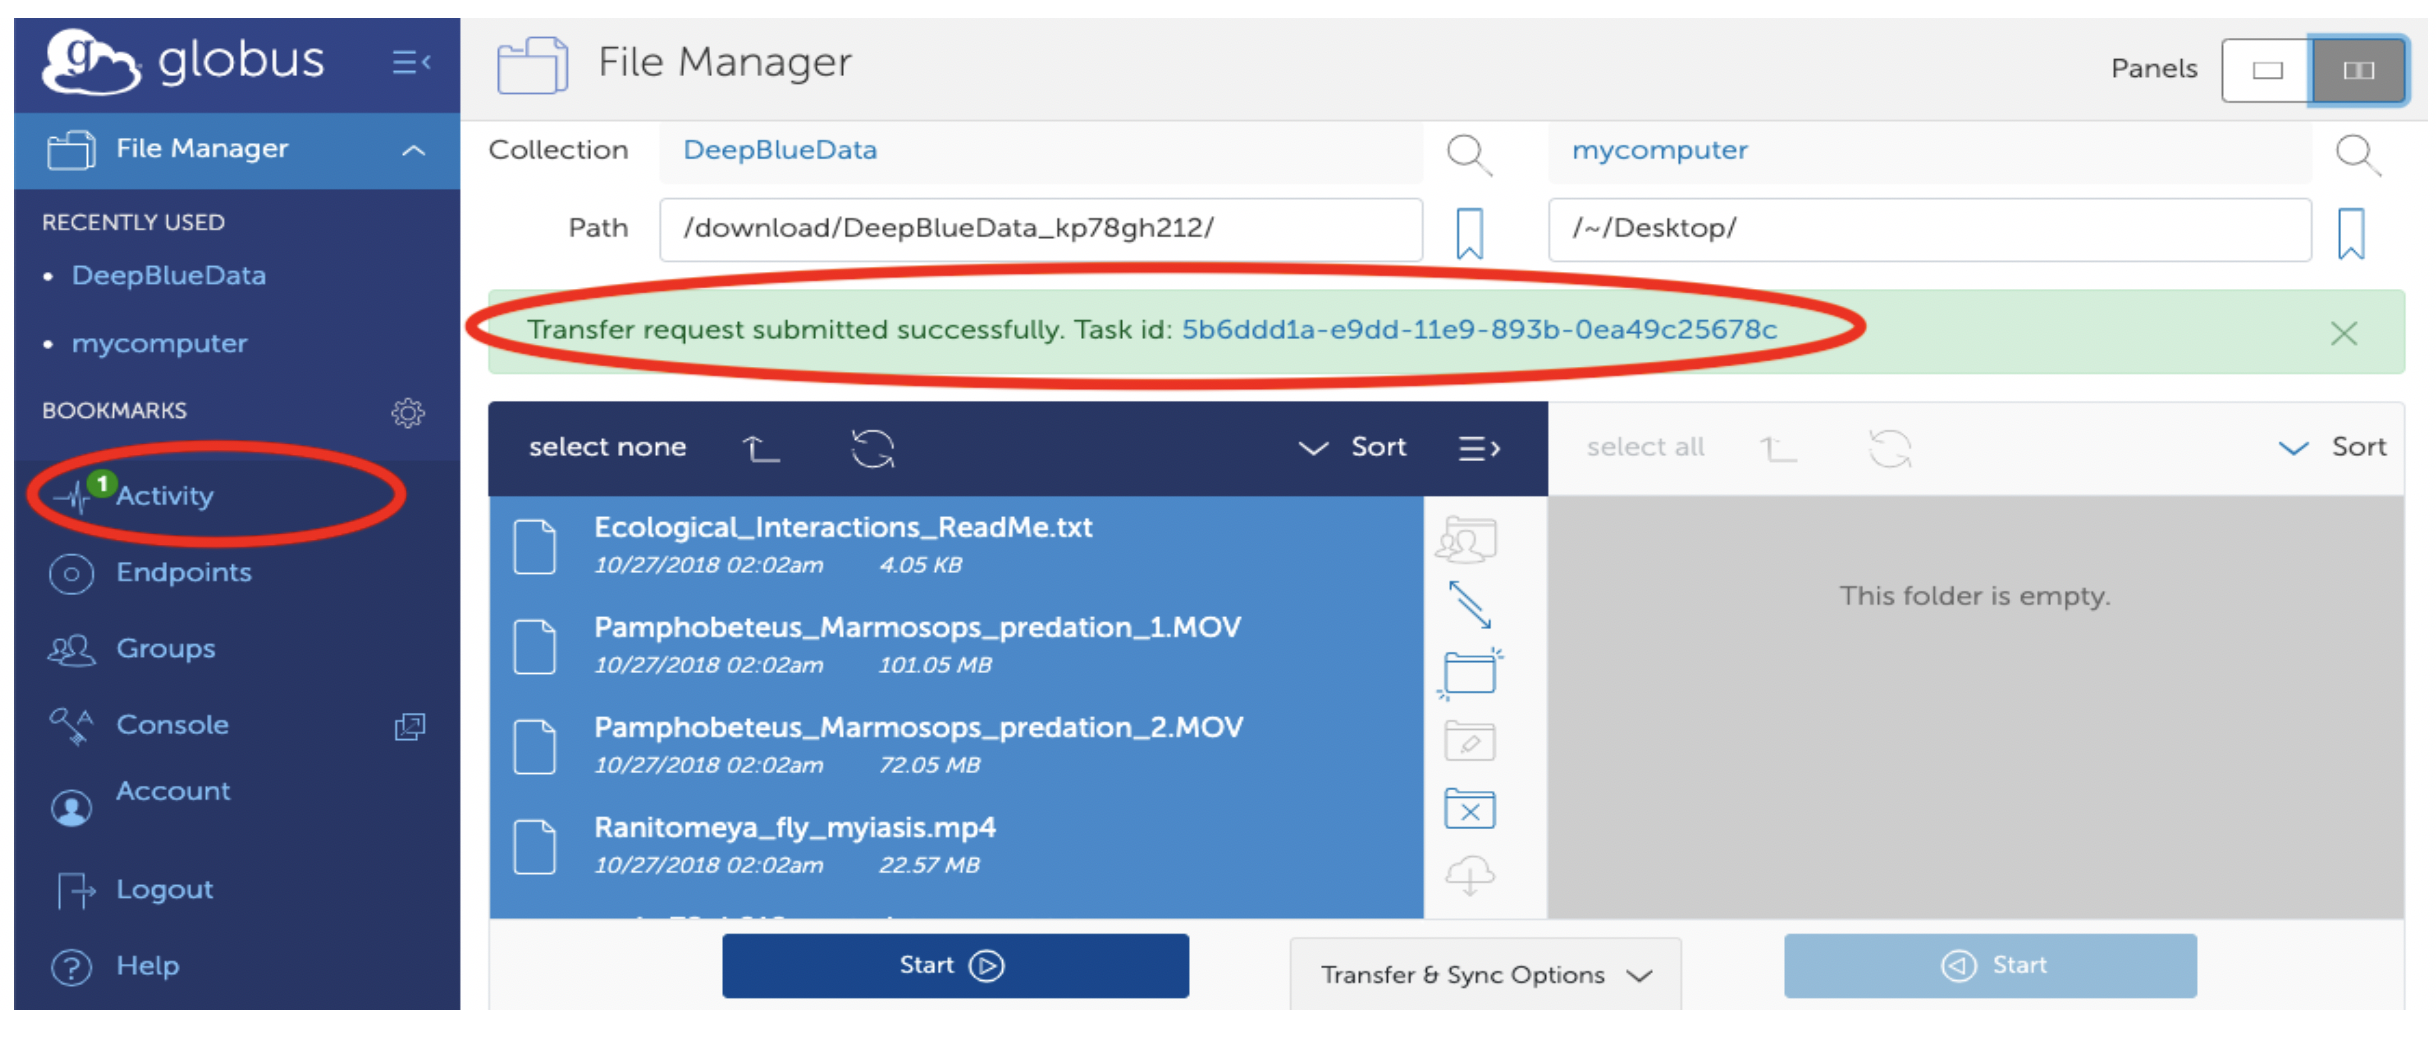 globus
File Manager
Panels
File Manager
Collection DeepBlueData mycomputer
RECENTLY USED
Path /download/DeepBlueData_kp78gh212/ /~/Desktop/
DeepBlueData
mycomputer
Transfer request submitted successfully. Task id: 5b6ddd1a-e9dd-11e9-893b-0ea49c25678c
BOOKMARKS
select none Sort select all Sort
1 Activity
Endpoints
Groups
Console
Account
Logout
Help
Ecological_Interactions_ReadMe.txt
10/27/2018 02:02am 4.05 KB
Pamphobeteus_Marmosops_predation_1.MOV
10/27/2018 02:02am 101.05 MB
Pamphobeteus_Marmosops_predation_2.MOV
10/27/2018 02:02am 72.05 MB
Ranitomeya_fly_myiasis.mp4
10/27/2018 02:02am 22.57 MB
This folder is empty.
Start Transfer & Sync Options Start